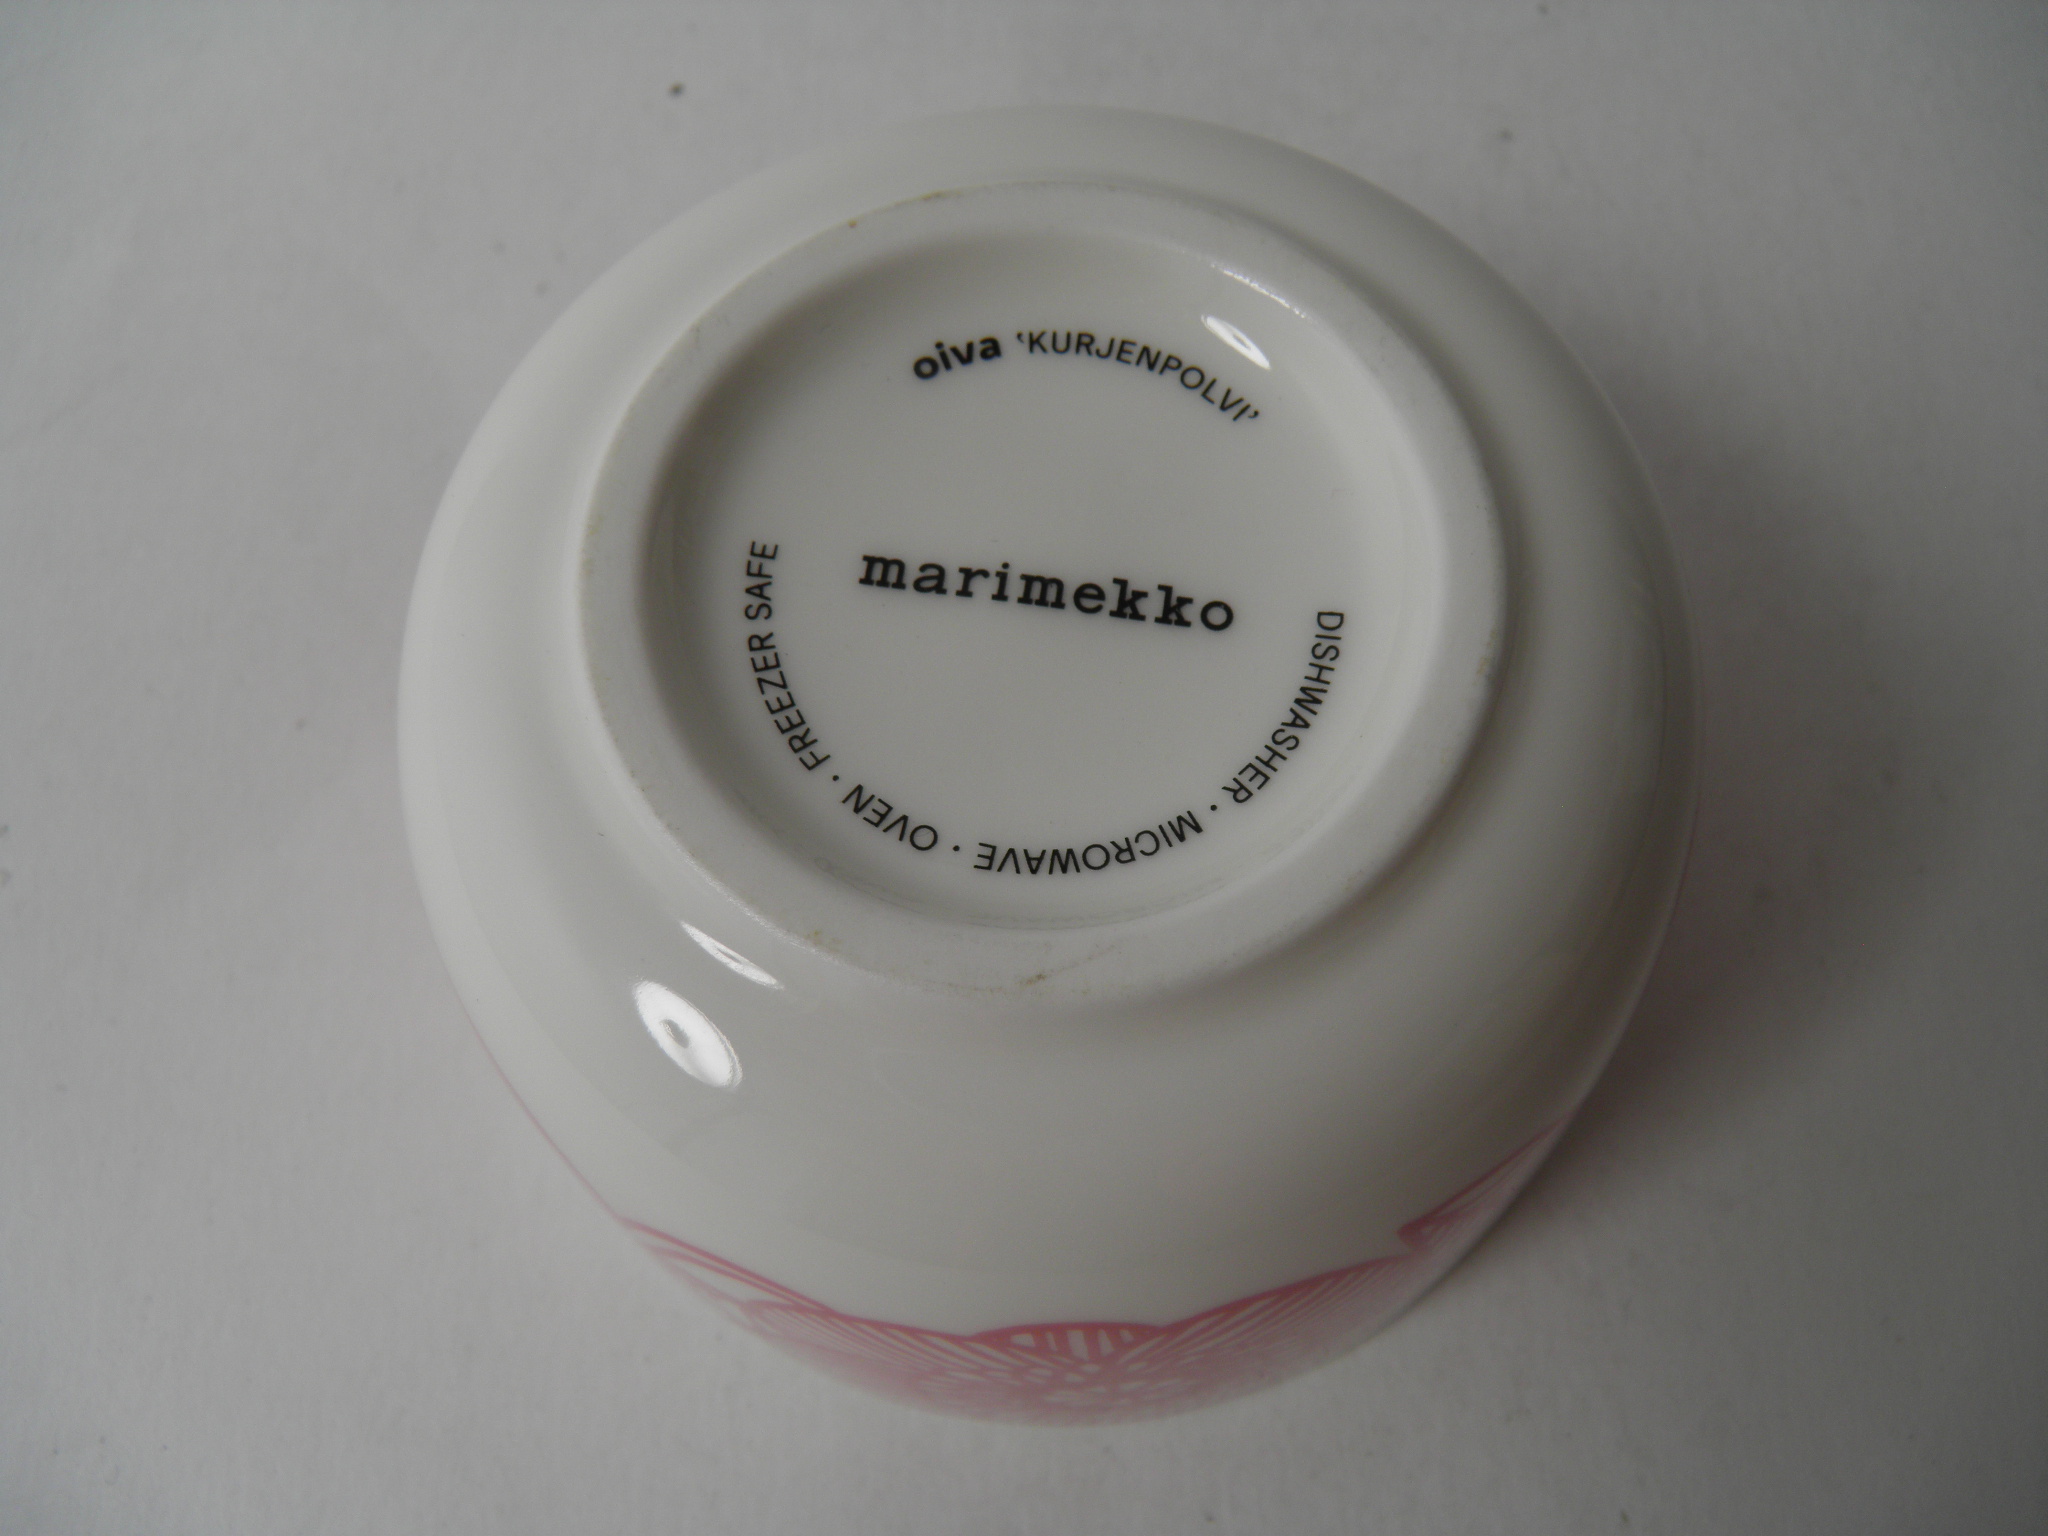 oiva ‘KURJENPOLVI’
marimekko
DISHWASHER · MICROWAVE · OVEN · FREEZER SAFE